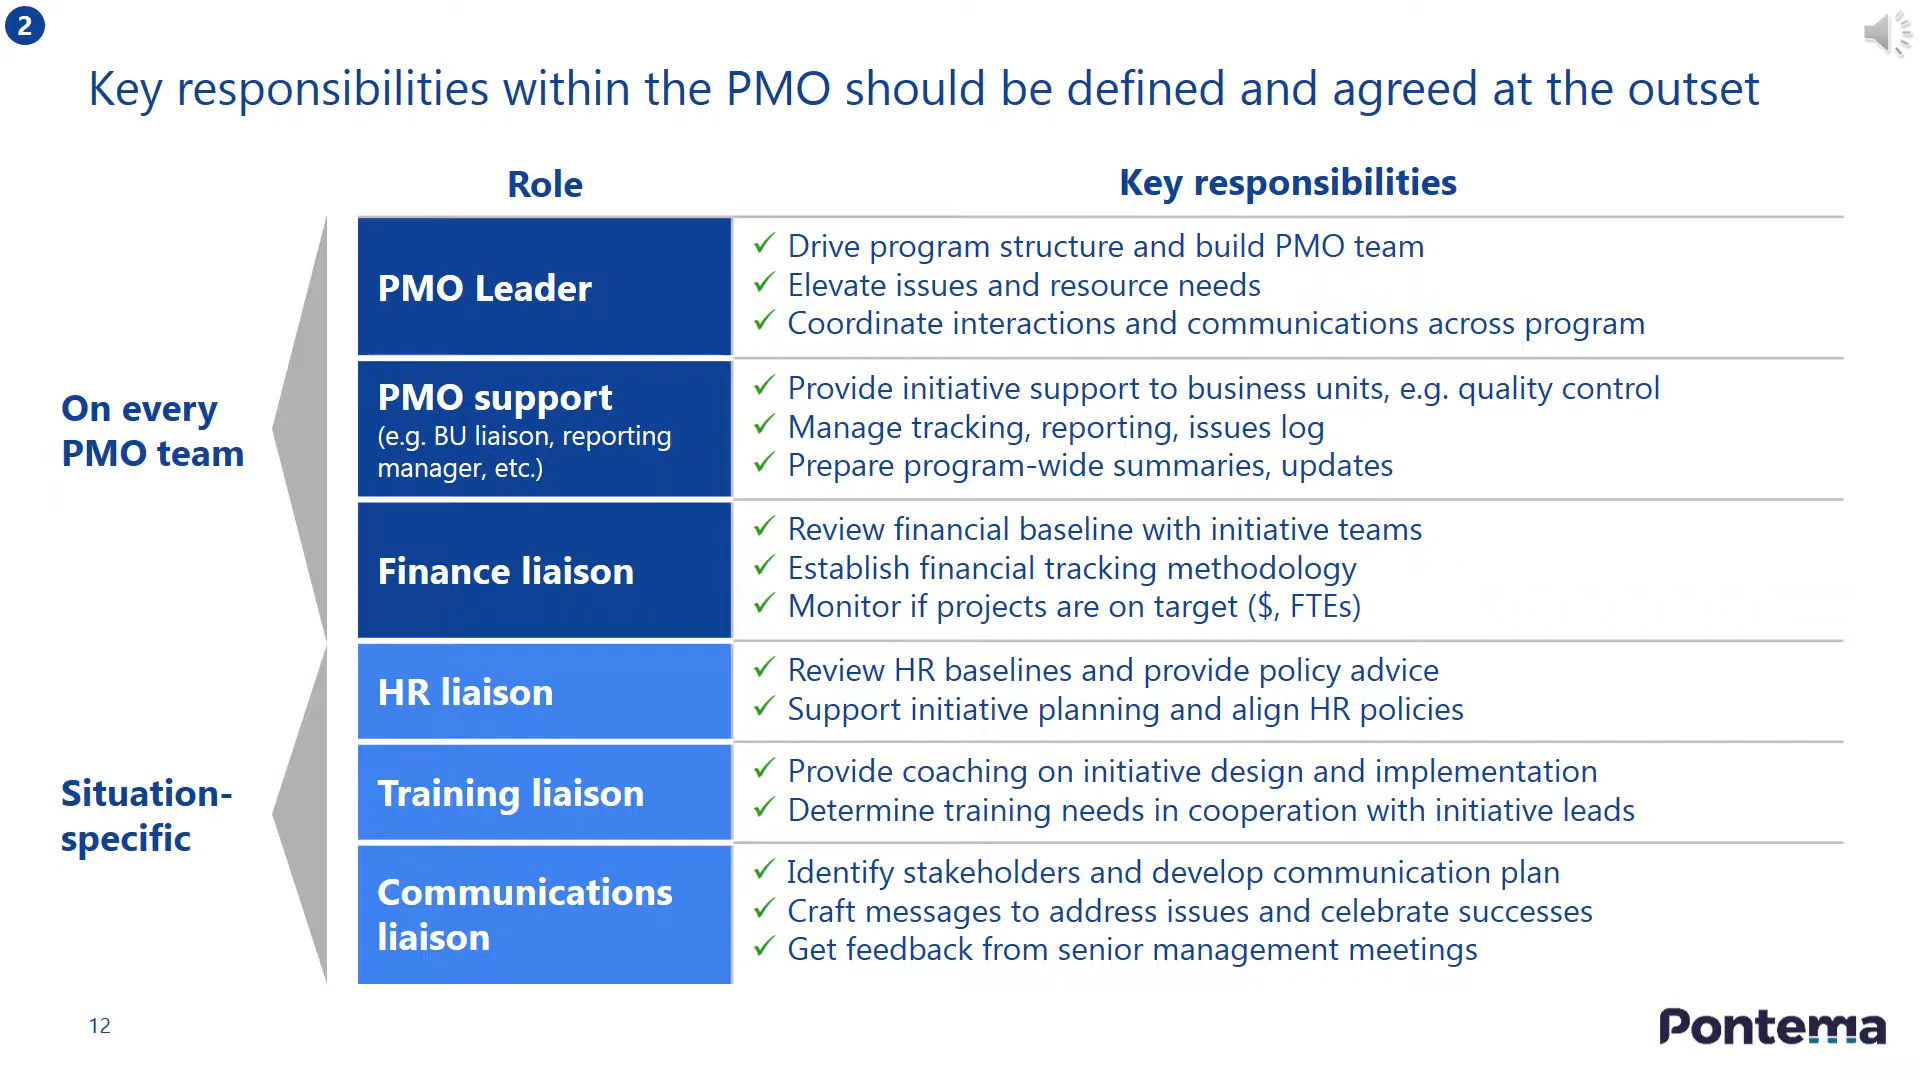 2
Key responsibilities within the PMO should be defined and agreed at the outset
Role
Key responsibilities
On every
PMO team
PMO Leader
Drive program structure and build PMO team
Elevate issues and resource needs
Coordinate interactions and communications across program
PMO support
(e.g. BU liaison, reporting
manager, etc.)
Provide initiative support to business units, e.g. quality control
Manage tracking, reporting, issues log
Prepare program-wide summaries, updates
Finance liaison
Review financial baseline with initiative teams
Establish financial tracking methodology
Monitor if projects are on target ($, FTEs)
Situation-
specific
HR liaison
Review HR baselines and provide policy advice
Support initiative planning and align HR policies
Training liaison
Provide coaching on initiative design and implementation
Determine training needs in cooperation with initiative leads
Communications
liaison
Identify stakeholders and develop communication plan
Craft messages to address issues and celebrate successes
Get feedback from senior management meetings
12
Pontema